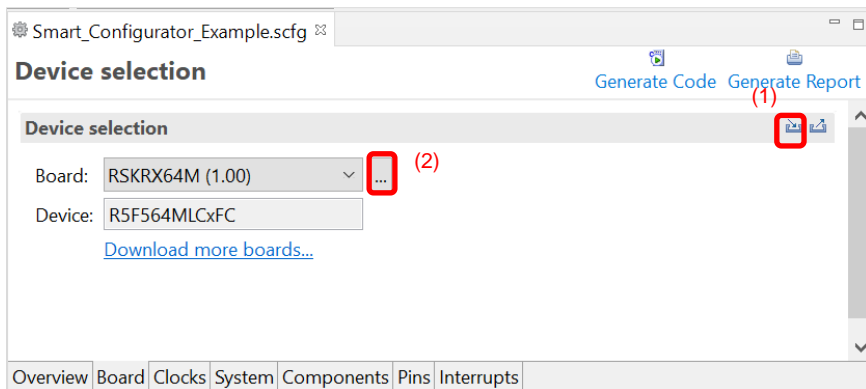 Smart_Configurator_Example.scfg
Device selection
Generate Code Generate Report
(1)
Device selection
Board: RSKRX64M (1.00) ... (2)
Device: R5F564MLCxFC
Download more boards...
Overview Board Clocks System Components Pins Interrupts